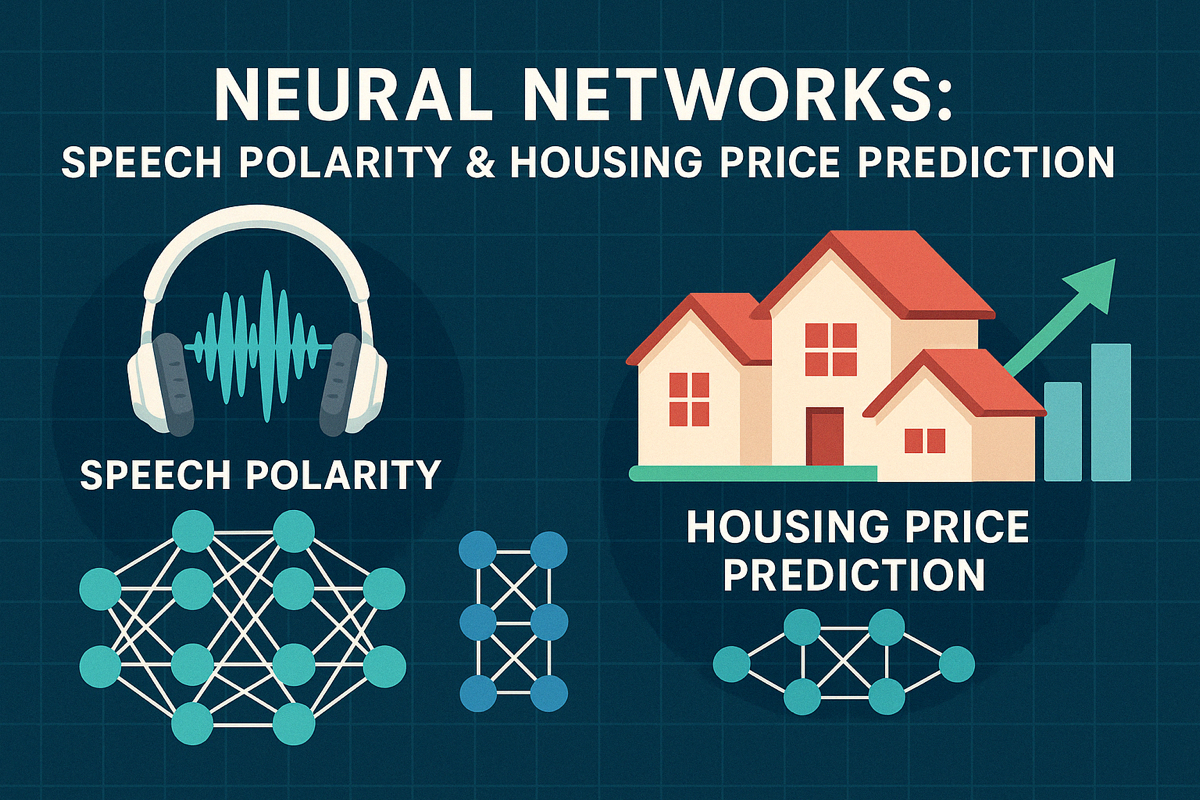 NEURAL NETWORKS:
SPEECH POLARITY & HOUSING PRICE PREDICTION
SPEECH POLARITY
HOUSING PRICE
PREDICTION